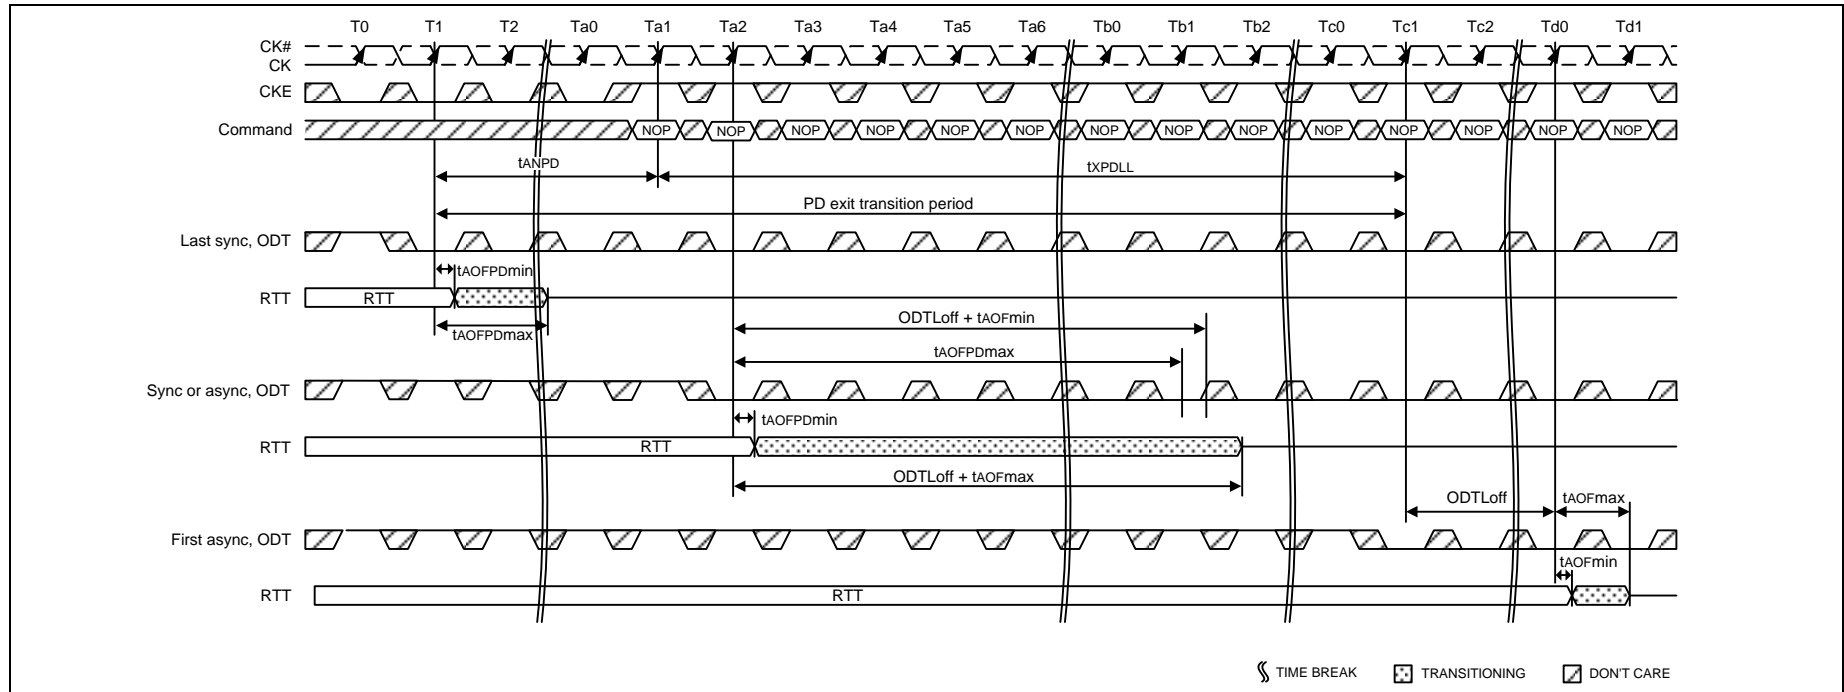 T0 T1 T2 Ta0 Ta1 Ta2 Ta3 Ta4 Ta5 Ta6 Tb0 Tb1 Tb2 Tc0 Tc1 Tc2 Td0 Td1
CK#
CK
CKE
Command NOP NOP NOP NOP NOP NOP NOP NOP NOP NOP NOP NOP NOP NOP
tANPD tXPDLL
PD exit transition period
Last sync, ODT
tAOFPDmin
RTT RTT
tAOFPDmax
ODTLoff + tAOFmin
tAOFPDmax
Sync or async, ODT
tAOFPDmin
RTT RTT
ODTLoff + tAOFmax
ODTLoff tAOFmax
First async, ODT
tAOFmin
RTT RTT
TIME BREAK TRANSITIONING DON'T CARE